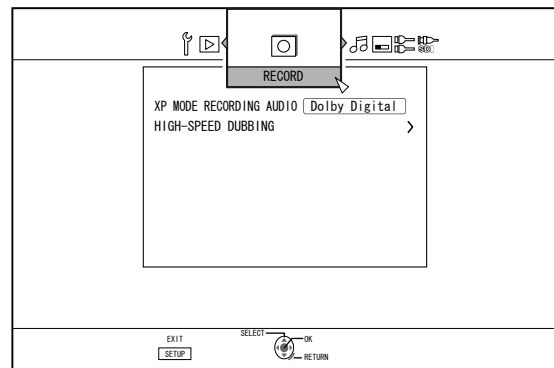 RECORD
XP MODE RECORDING AUDIO Dolby Digital
HIGH-SPEED DUBBING
EXIT
SETUP
SELECT
OK
RETURN